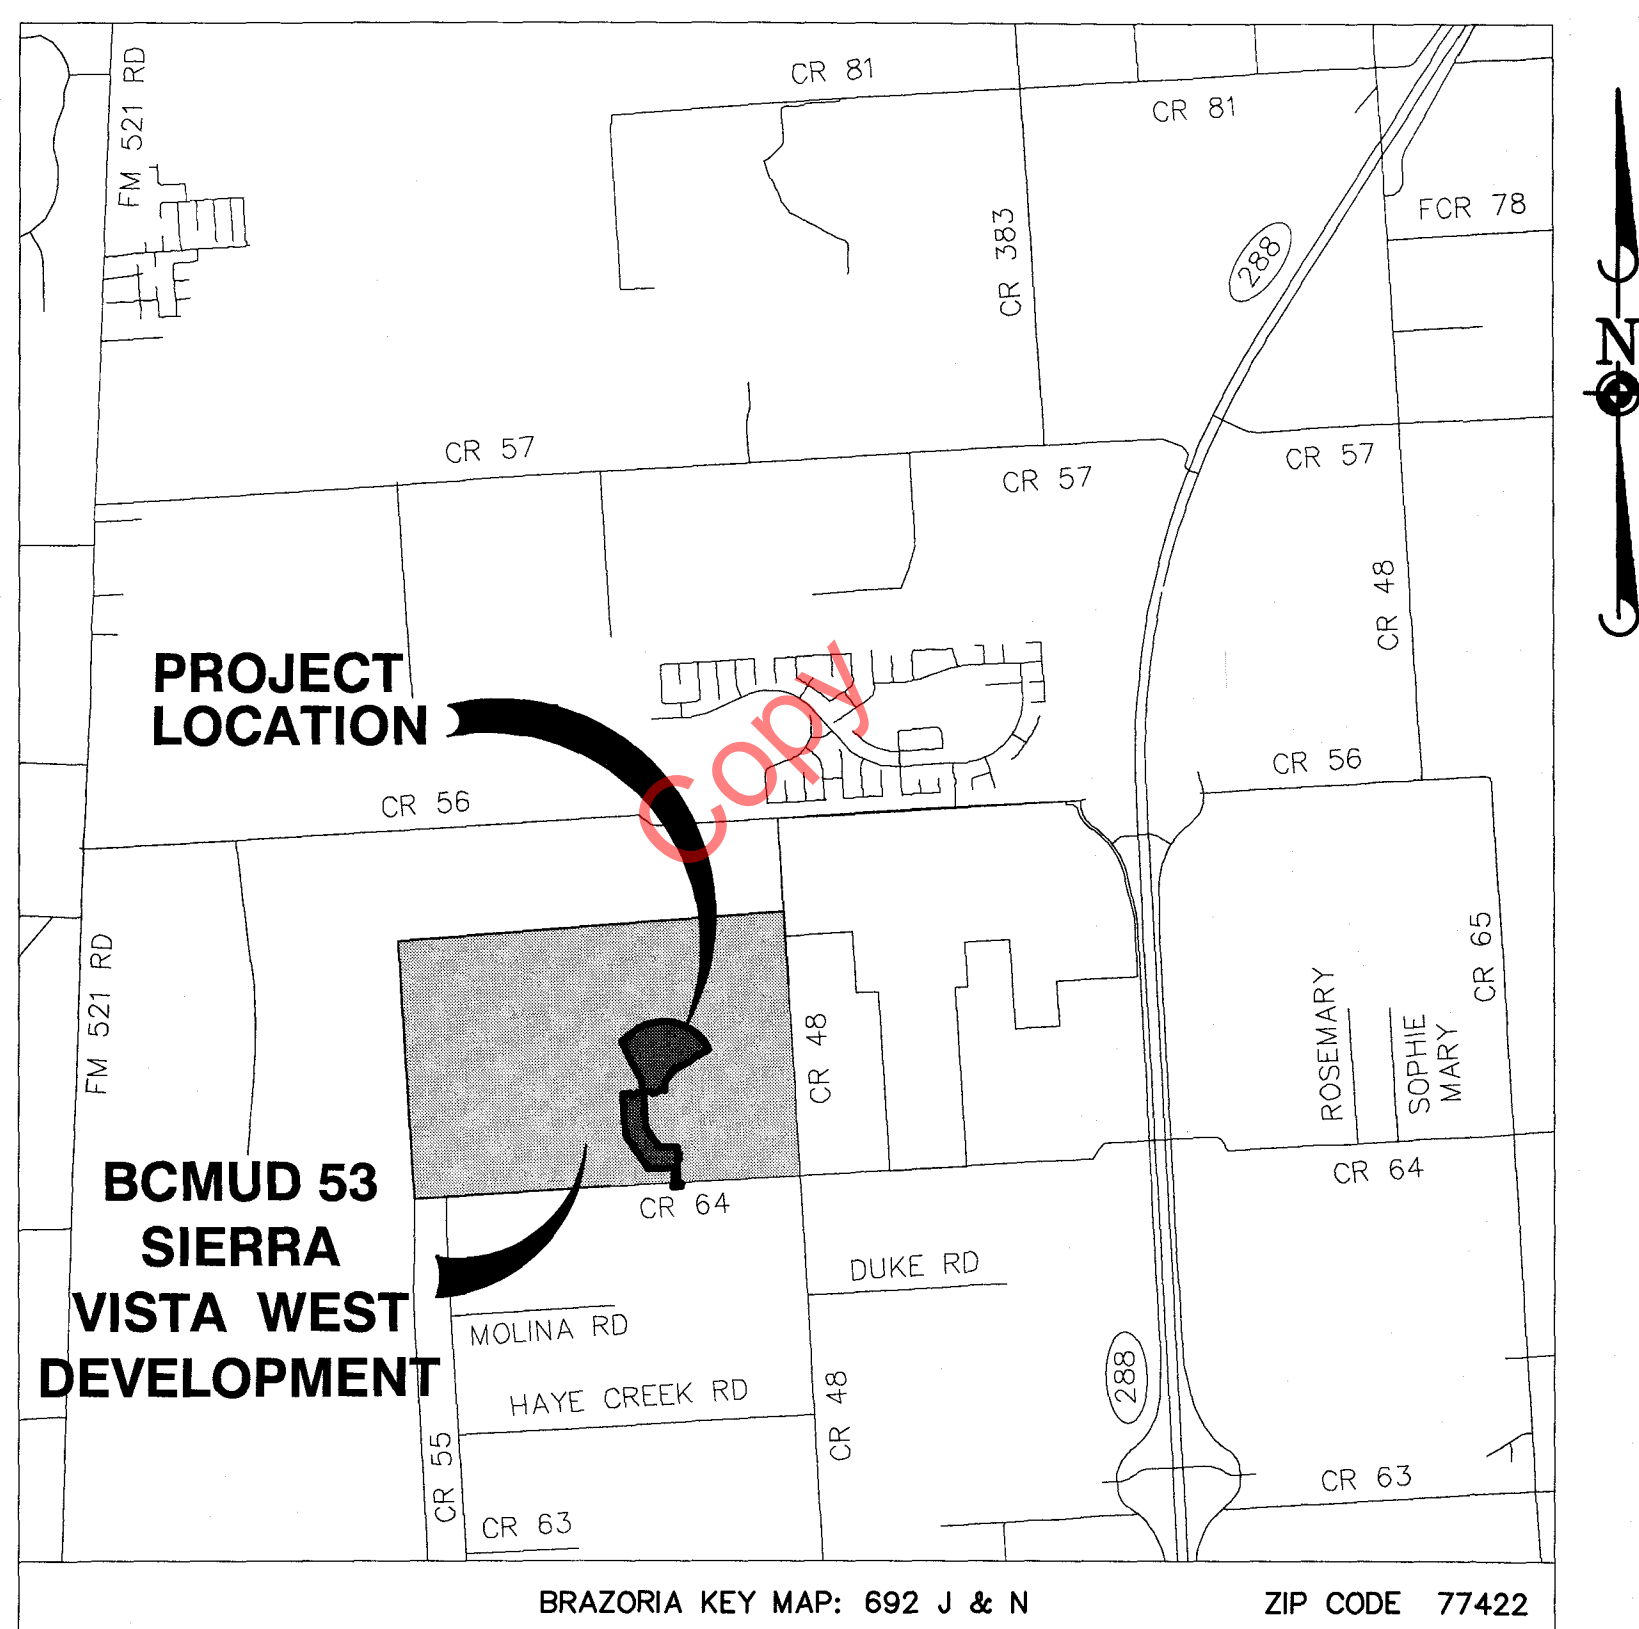 CR 81
FM 521 RD
CR 81
FCR 78
CR 383
288
N
CR 57
CR 57
CR 57
CR 48
PROJECT
LOCATION
Copy
CR 56
CR 56
CR 65
FM 521 RD
ROSEMARY
SOPHIE
MARY
CR 48
BCMUD 53
SIERRA
VISTA WEST
DEVELOPMENT
CR 64
CR 64
DUKE RD
MOLINA RD
288
HAYE CREEK RD
CR 48
CR 55
CR 63
CR 63
BRAZORIA KEY MAP: 692 J & N
ZIP CODE 77422